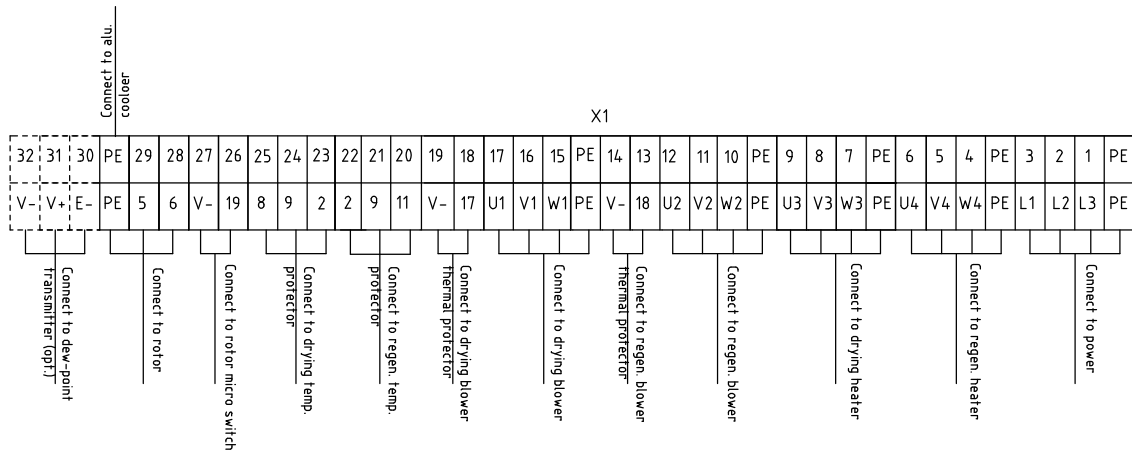 Connect to alu.
cooloer
X1
32 31 30 PE 29 28 27 26 25 24 23 22 21 20 19 18 17 16 15 PE 14 13 12 11 10 PE 9 8 7 PE 6 5 4 PE 3 2 1 PE
V- V+ E- PE 5 6 V- 19 8 9 2 2 9 11 V- 17 U1 V1 W1 PE V- 18 U2 V2 W2 PE U3 V3 W3 PE U4 V4 W4 PE L1 L2 L3 PE
Connect to dew-point
transmitter (opt.)
Connect to rotor
Connect to rotor micro switch
Connect to drying temp.
protector
Connect to regen. temp.
protector
Connect to drying blower
thermal protector
Connect to drying blower
Connect to regen. blower
thermal protector
Connect to regen. blower
Connect to drying heater
Connect to regen. heater
Connect to power